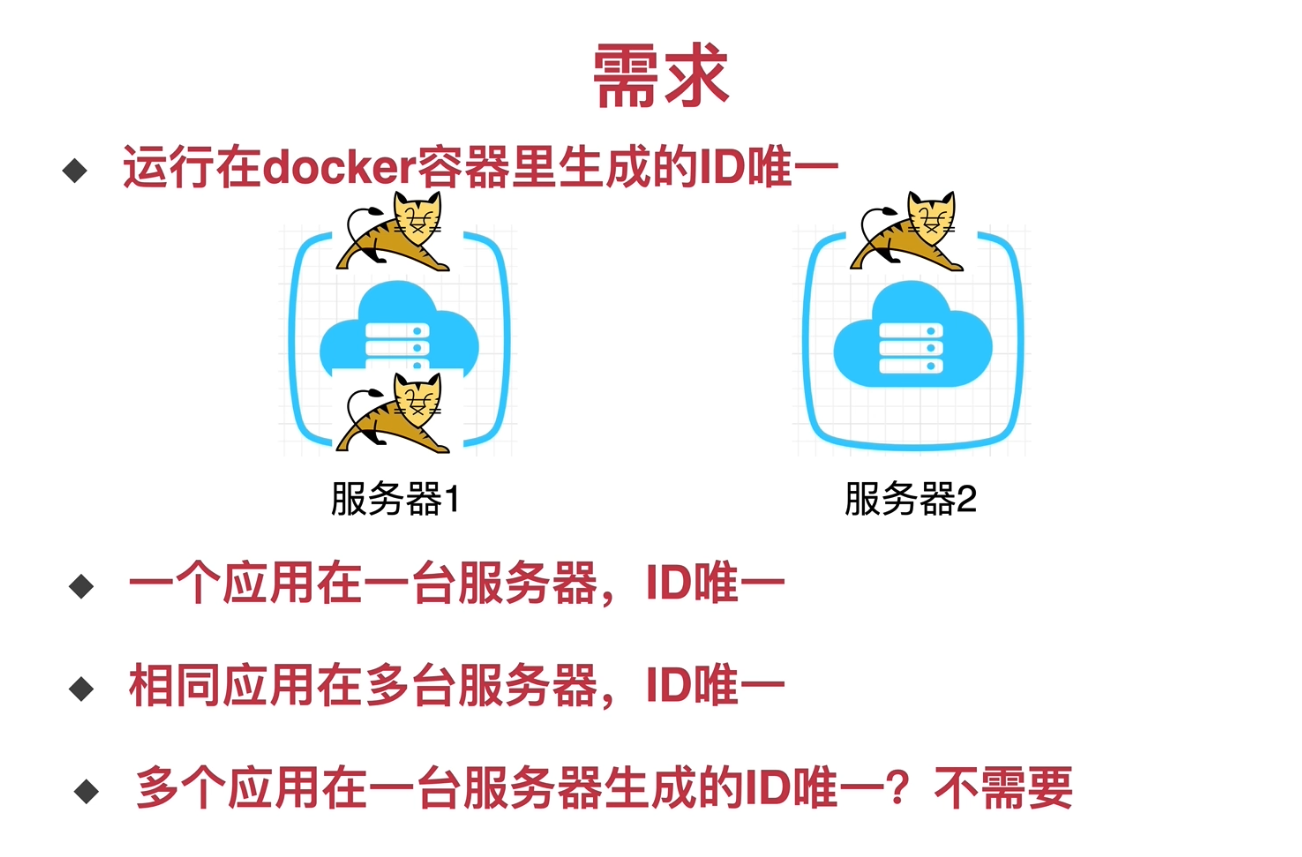 需求
运行在docker容器里生成的ID唯一
服务器1
服务器2
一个应用在一台服务器，ID唯一
相同应用在多台服务器，ID唯一
多个应用在一台服务器生成的ID唯一？不需要